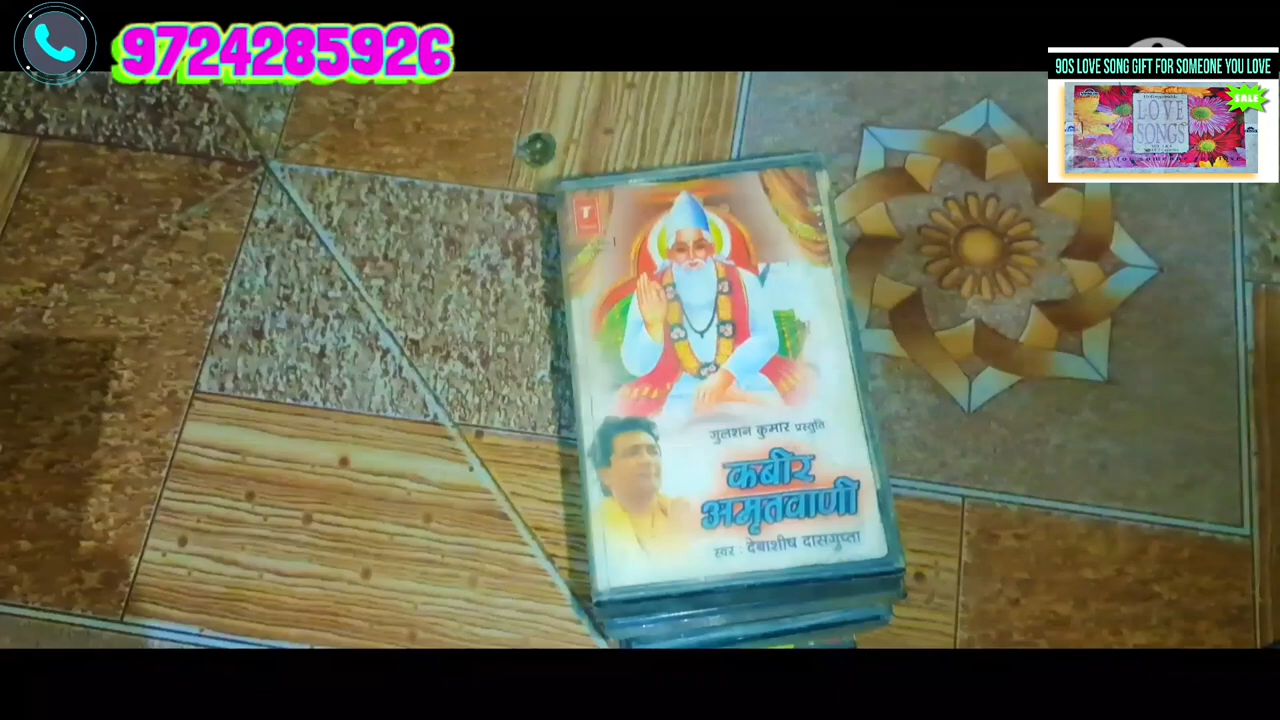 9724285926
90S LOVE SONG GIFT FOR SOMEONE YOU LOVE
SALE
LOVE
SONGS
T
गुलशन कुमार प्रस्तुति
कबीर
अमृतवाणी
स्वर : देबाशीष दासगुप्ता